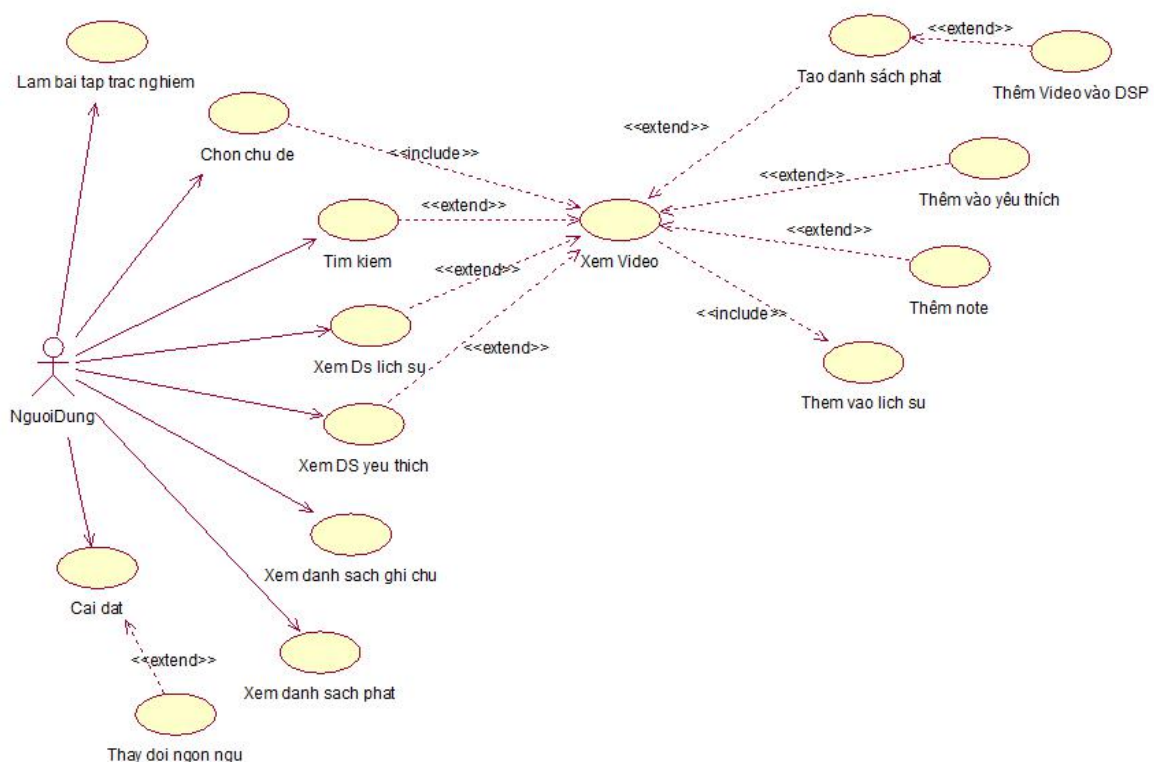 <<extend>>
Lam bai tap trac nghiem
Tao danh sách phat
Thêm Video vào DSP
<<extend>>
Chon chu de
<<include>>
<<extend>>
Thêm vào yêu thích
<<extend>>
<<extend>>
Tim kiem
Xem Video
<<extend>>
Thêm note
<<include>>
<<extend>>
Xem Ds lich su
Them vao lich su
NguoiDung
Xem DS yeu thich
Xem danh sach ghi chu
Cai dat
<<extend>>
Xem danh sach phat
Thay doi ngon ngu